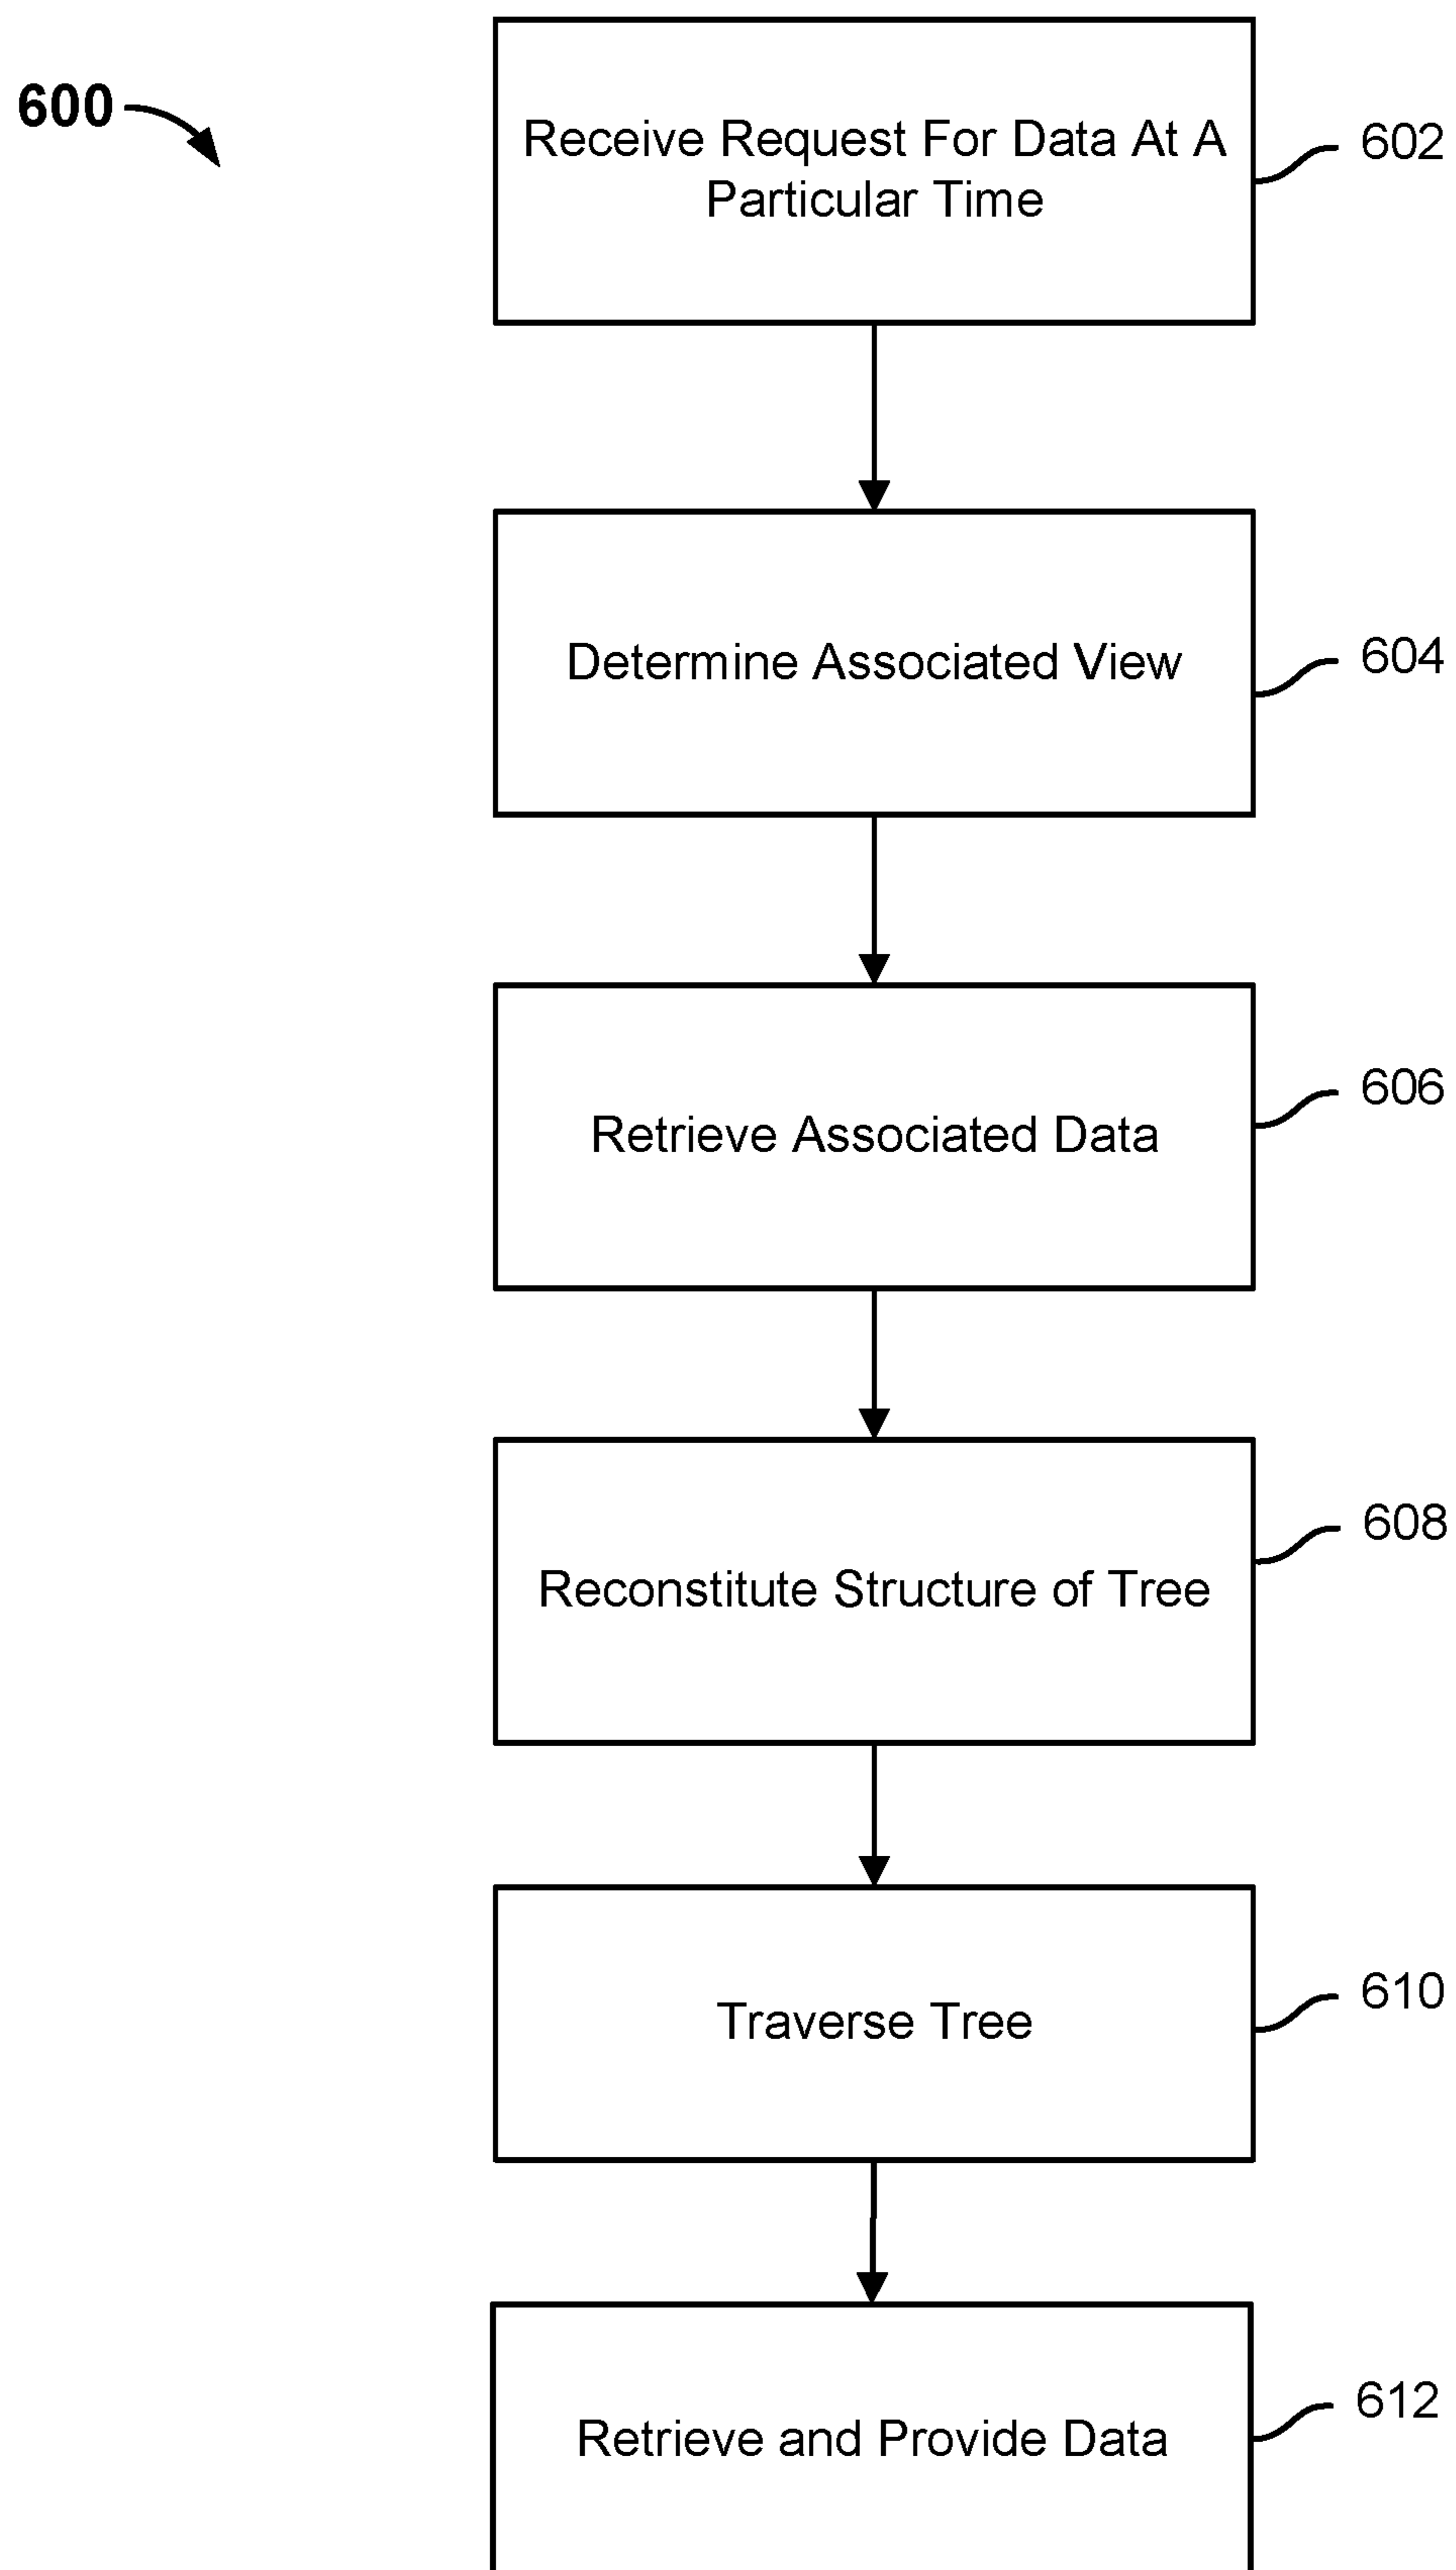 600
Receive Request For Data At A
Particular Time
602
Determine Associated View
604
Retrieve Associated Data
606
Reconstitute Structure of Tree
608
Traverse Tree
610
Retrieve and Provide Data
612